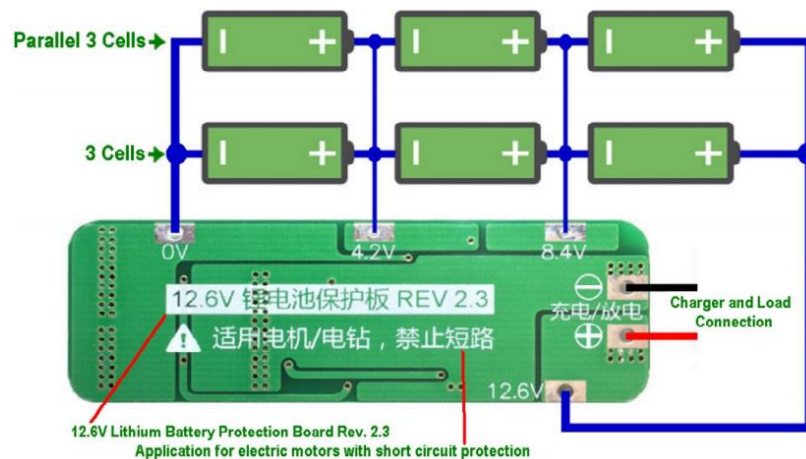 Parallel 3 Cells
3 Cells
0V
4.2V
8.4V
12.6V 锂电池保护板 REV 2.3
充电/放电
Charger and Load
Connection
适用电机/电钻，禁止短路
12.6V
12.6V Lithium Battery Protection Board Rev. 2.3
Application for electric motors with short circuit protection